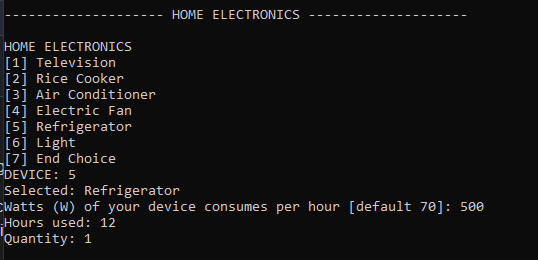 -------------------- HOME ELECTRONICS --------------------
HOME ELECTRONICS
[1] Television
[2] Rice Cooker
[3] Air Conditioner
[4] Electric Fan
[5] Refrigerator
[6] Light
[7] End Choice
DEVICE: 5
Selected: Refrigerator
Watts (W) of your device consumes per hour [default 70]: 500
Hours used: 12
Quantity: 1